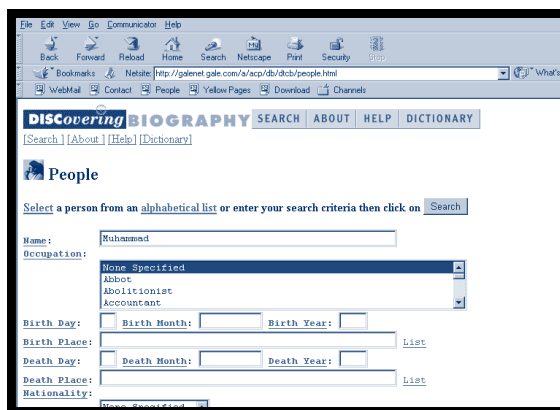 File Edit View Go Communicator Help
Back Forward Reload Home Search Netscape Print Security Stop
Bookmarks Netsite: http://galenet.gale.com/a/acp/db/dtcb/people.html What's
WebMail Contact People Yellow Pages Download Channels
DISCovering BIOGRAPHY SEARCH ABOUT HELP DICTIONARY
[Search ] [About ] [Help] [Dictionary]
People
Select a person from an alphabetical list or enter your search criteria then click on Search
Name: Muhammad
Occupation:
None Specified
Abbot
Abolitionist
Accountant
Birth Day: Birth Month: Birth Year:
Birth Place: List
Death Day: Death Month: Death Year:
Death Place: List
Nationality:
None Specified